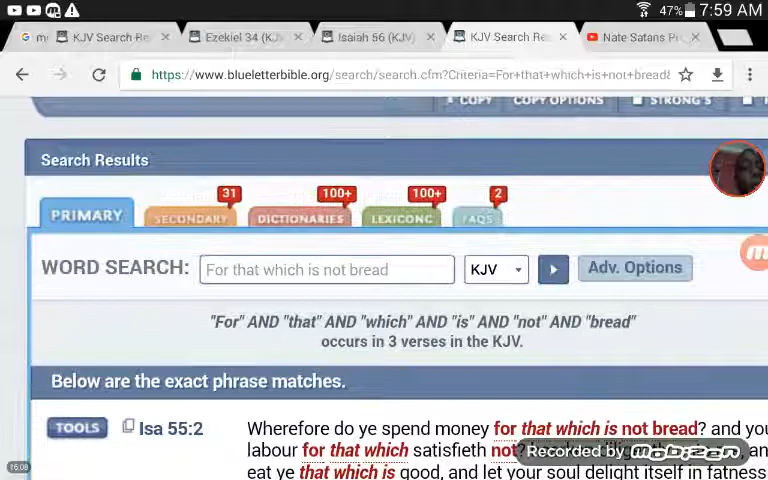 47% 7:59 AM
KJV Search Re
Ezekiel 34 (KJV
Isaiah 56 (KJV)
KJV Search Res
Nate Satans Pr
https://www.blueletterbible.org/search/search.cfm?Criteria=For+that+which+is+not+bread&
COPY COPY OPTIONS STRONG'S
Search Results
31 100+ 100+ 2
PRIMARY SECONDARY DICTIONARIES LEXICONC FAQS
WORD SEARCH: For that which is not bread KJV Adv. Options
"For" AND "that" AND "which" AND "is" AND "not" AND "bread"
occurs in 3 verses in the KJV.
Below are the exact phrase matches.
TOOLS Isa 55:2 Wherefore do ye spend money for that which is not bread? and you
labour for that which satisfieth not?
Recorded by MOBIZEN
eat ye that which is good, and let your soul delight itself in fatness
16:08